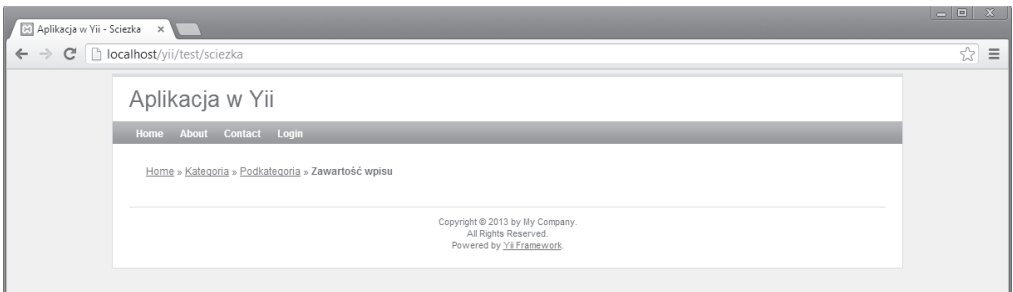 Aplikacja w Yii - Sciezka
localhost/yii/test/sciezka
Aplikacja w Yii
Home About Contact Login
Home » Kategoria » Podkategoria » Zawartość wpisu
Copyright © 2013 by My Company.
All Rights Reserved.
Powered by Yii Framework.